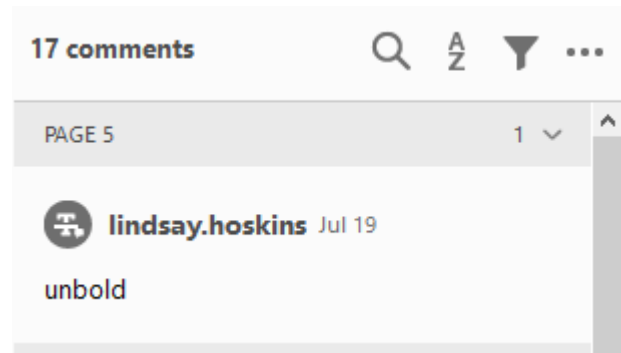 17 comments
A
Z
PAGE 5 1
lindsay.hoskins Jul 19
unbold